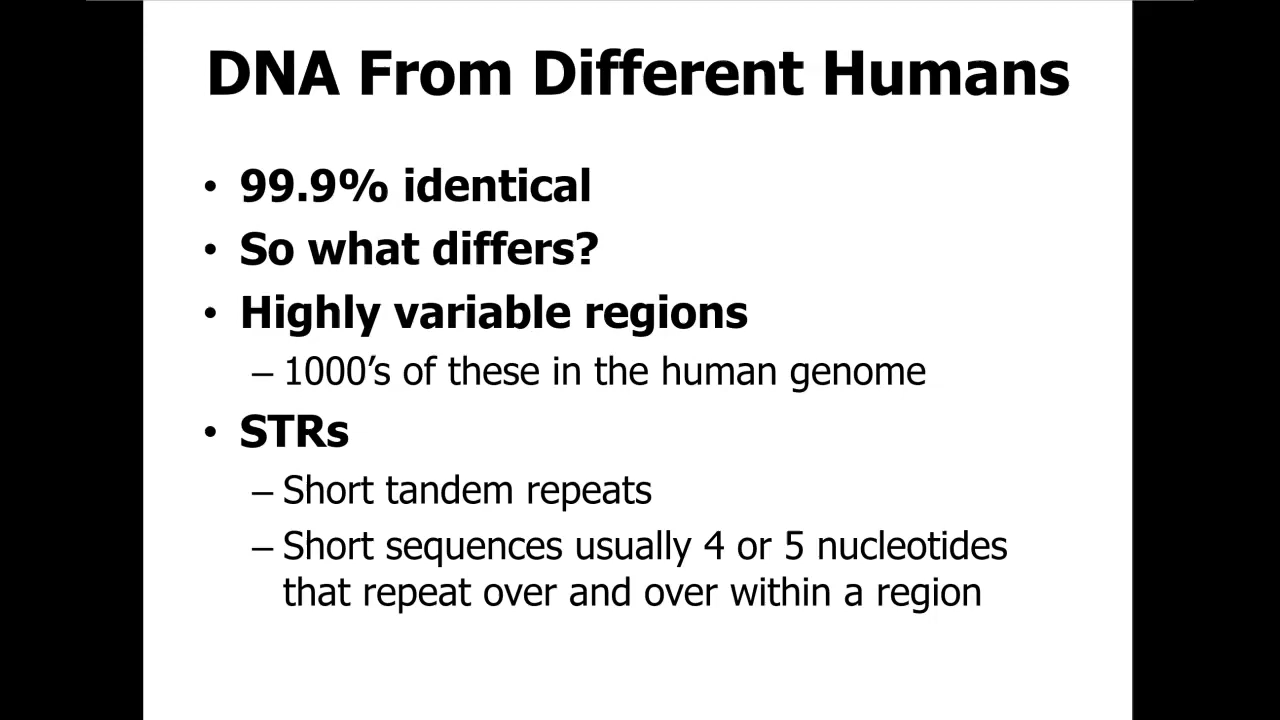 DNA From Different Humans
• 99.9% identical
• So what differs?
• Highly variable regions
– 1000’s of these in the human genome
• STRs
– Short tandem repeats
– Short sequences usually 4 or 5 nucleotides
that repeat over and over within a region